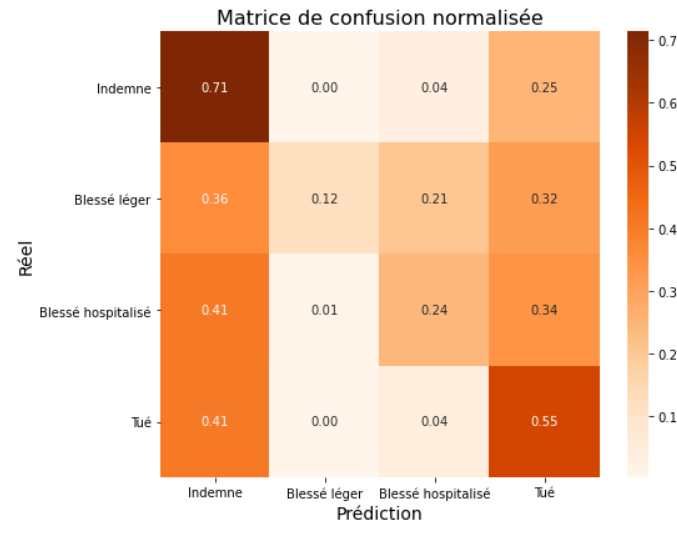 Matrice de confusion normalisée
Réel
Indemne 0.71 0.00 0.04 0.25
Blessé léger 0.36 0.12 0.21 0.32
Blessé hospitalisé 0.41 0.01 0.24 0.34
Tué 0.41 0.00 0.04 0.55
Indemne Blessé léger Blessé hospitalisé Tué
Prédiction
0.7
0.6
0.5
0.4
0.3
0.2
0.1